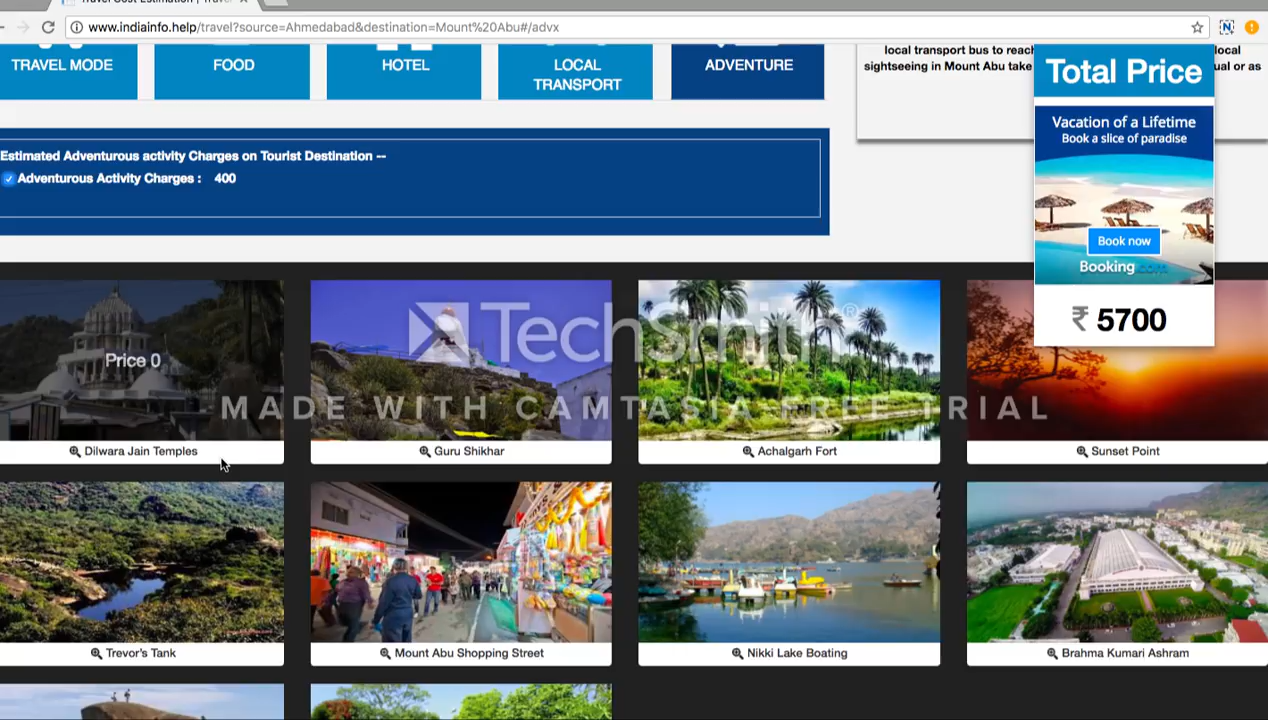 www.indiainfo.help/travel?source=Ahmedabad&destination=Mount%20Abu#/advx
TRAVEL MODE
FOOD
HOTEL
LOCAL
TRANSPORT
ADVENTURE
local transport bus to reach
local
sightseeing in Mount Abu take
ual or as
Total Price
Vacation of a Lifetime
Book a slice of paradise
Book now
Booking.com
₹ 5700
Estimated Adventurous activity Charges on Tourist Destination --
Adventurous Activity Charges : 400
Price 0
TechSmith®
MADE WITH CAMTASIA FREE TRIAL
Dilwara Jain Temples
Guru Shikhar
Achalgarh Fort
Sunset Point
Trevor's Tank
Mount Abu Shopping Street
Nikki Lake Boating
Brahma Kumari Ashram